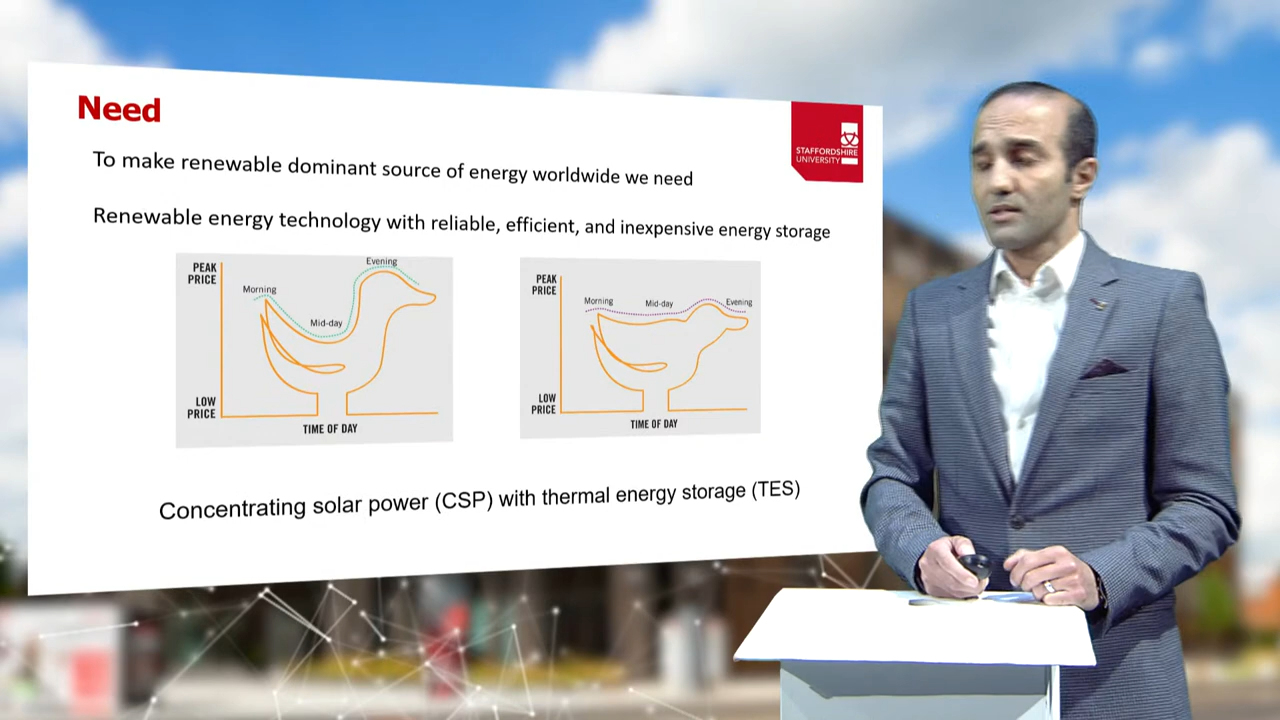 Need
STAFFORDSHIRE
UNIVERSITY
To make renewable dominant source of energy worldwide we need
Renewable energy technology with reliable, efficient, and inexpensive energy storage
PEAK
PRICE
Morning
Mid-day
Evening
LOW
PRICE
TIME OF DAY
PEAK
PRICE
Morning
Mid-day
Evening
LOW
PRICE
TIME OF DAY
Concentrating solar power (CSP) with thermal energy storage (TES)